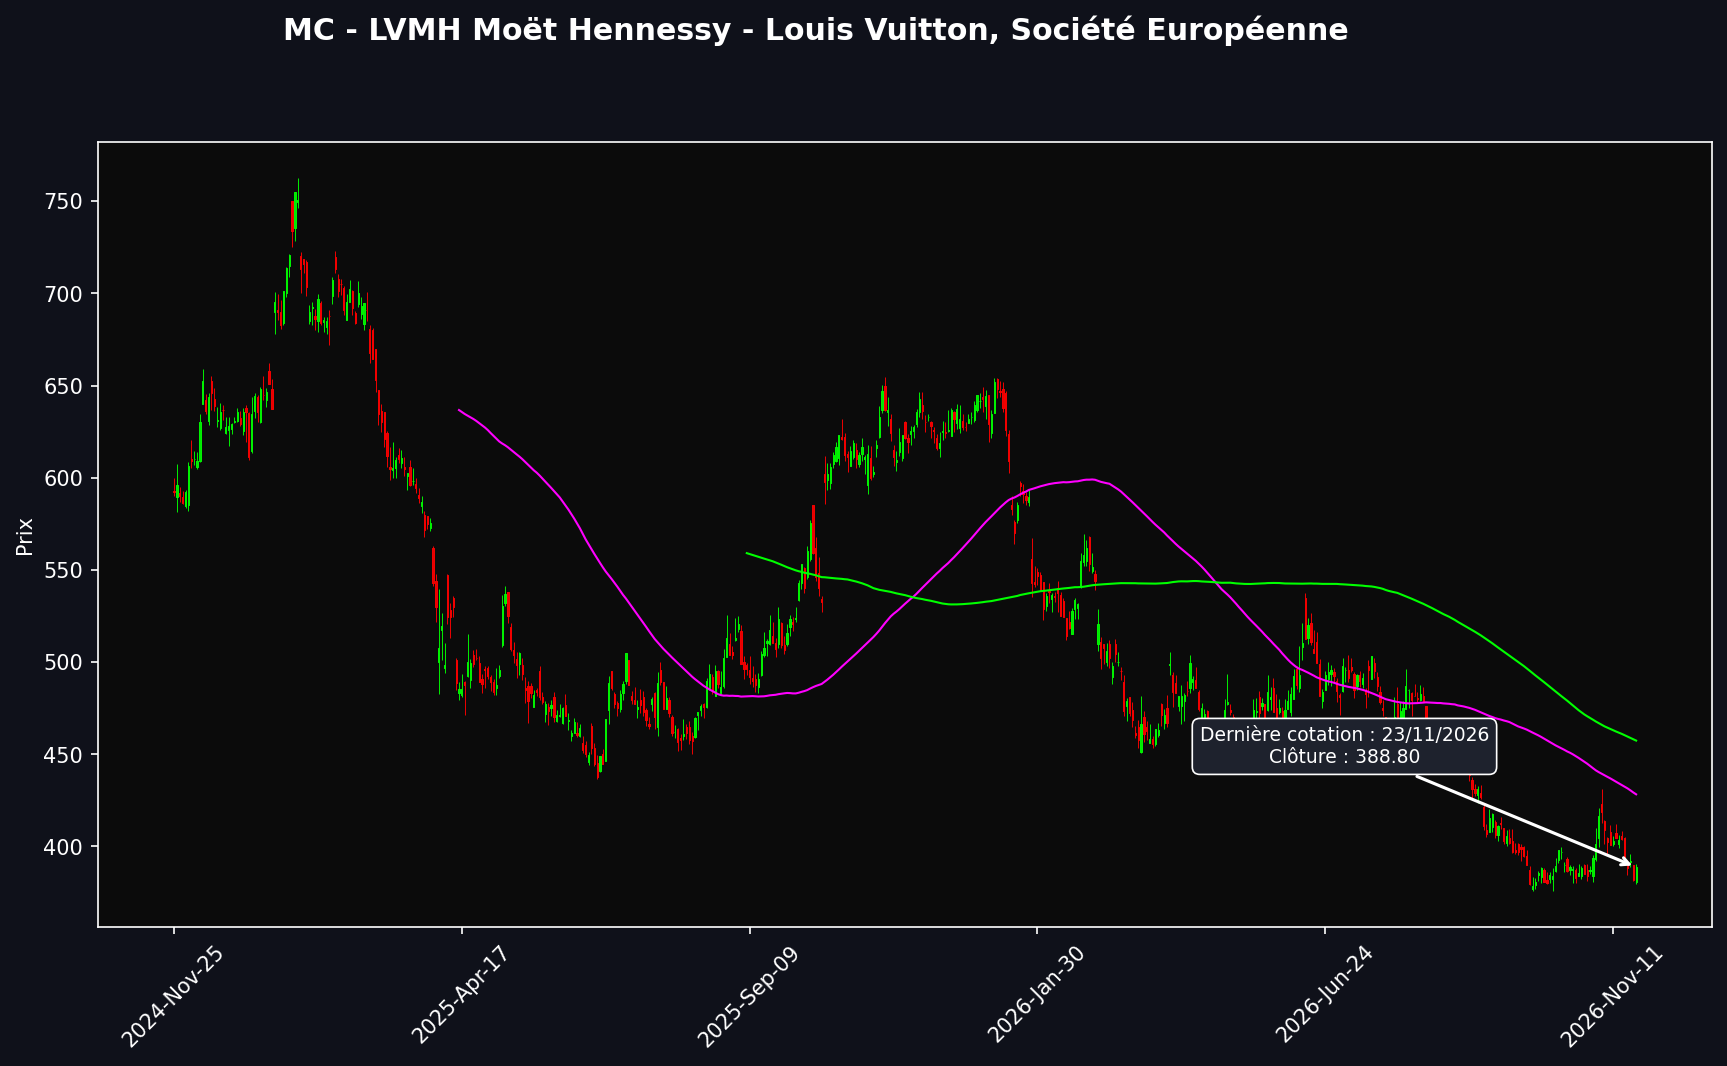 MC - LVMH Moët Hennessy - Louis Vuitton, Société Européenne
Prix
750
700
650
600
550
500
450
400
Dernière cotation : 23/11/2026
Clôture : 388.80
2024-Nov-25
2025-Apr-17
2025-Sep-09
2026-Jan-30
2026-Jun-24
2026-Nov-11